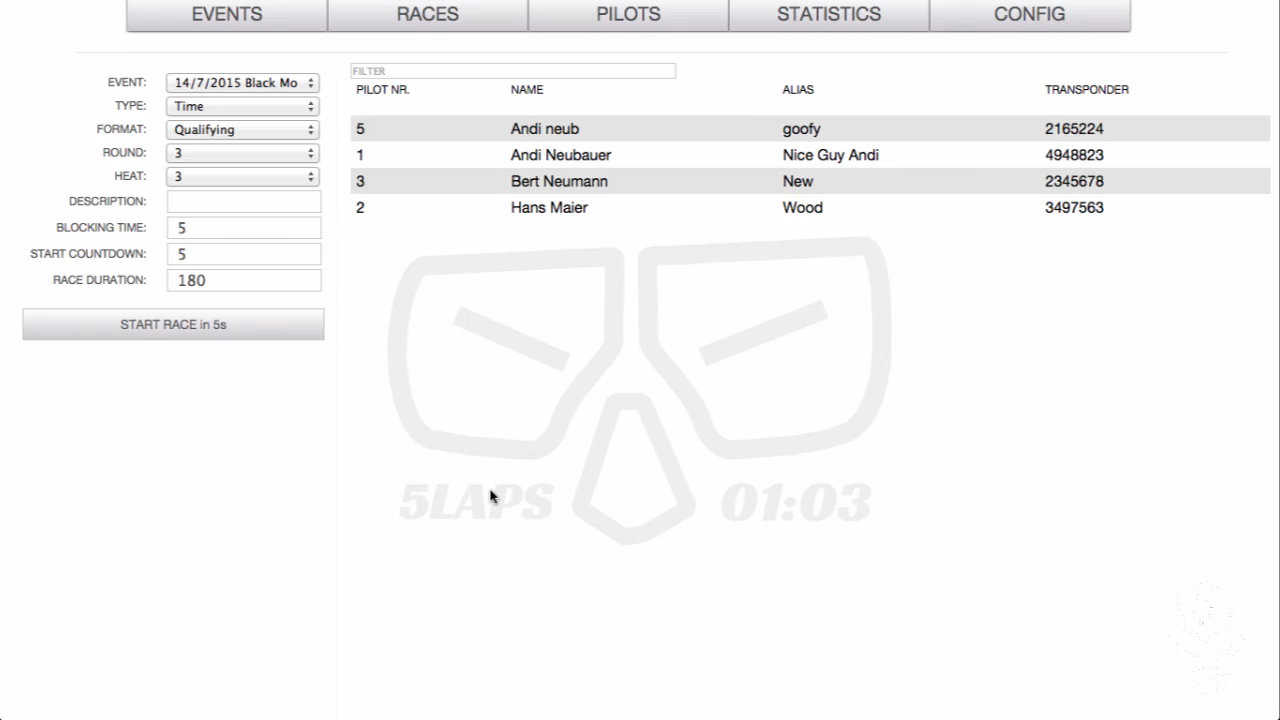 EVENTS RACES PILOTS STATISTICS CONFIG
FILTER
EVENT: 14/7/2015 Black Mo
PILOT NR. NAME ALIAS TRANSPONDER
TYPE: Time
FORMAT: Qualifying
5 Andi neub goofy 2165224
ROUND: 3
1 Andi Neubauer Nice Guy Andi 4948823
HEAT: 3
3 Bert Neumann New 2345678
DESCRIPTION:
2 Hans Maier Wood 3497563
BLOCKING TIME: 5
START COUNTDOWN: 5
RACE DURATION: 180
START RACE in 5s
5LAPS 01:03